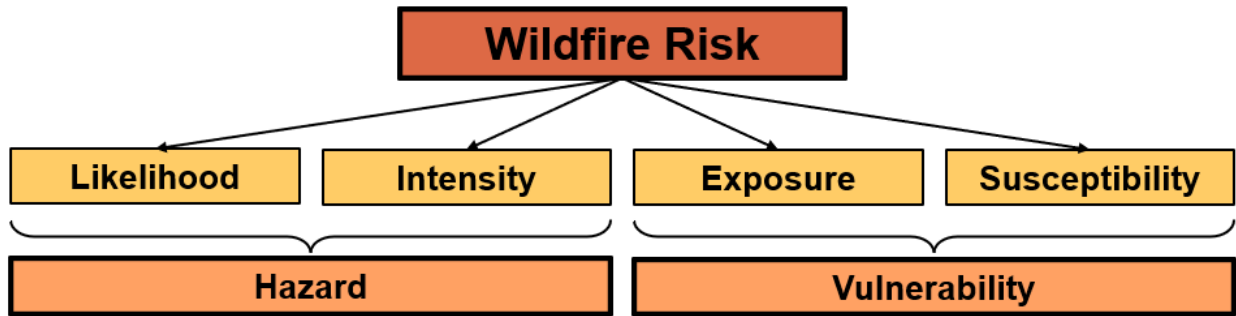 Wildfire Risk
Likelihood
Intensity
Exposure
Susceptibility
Hazard
Vulnerability